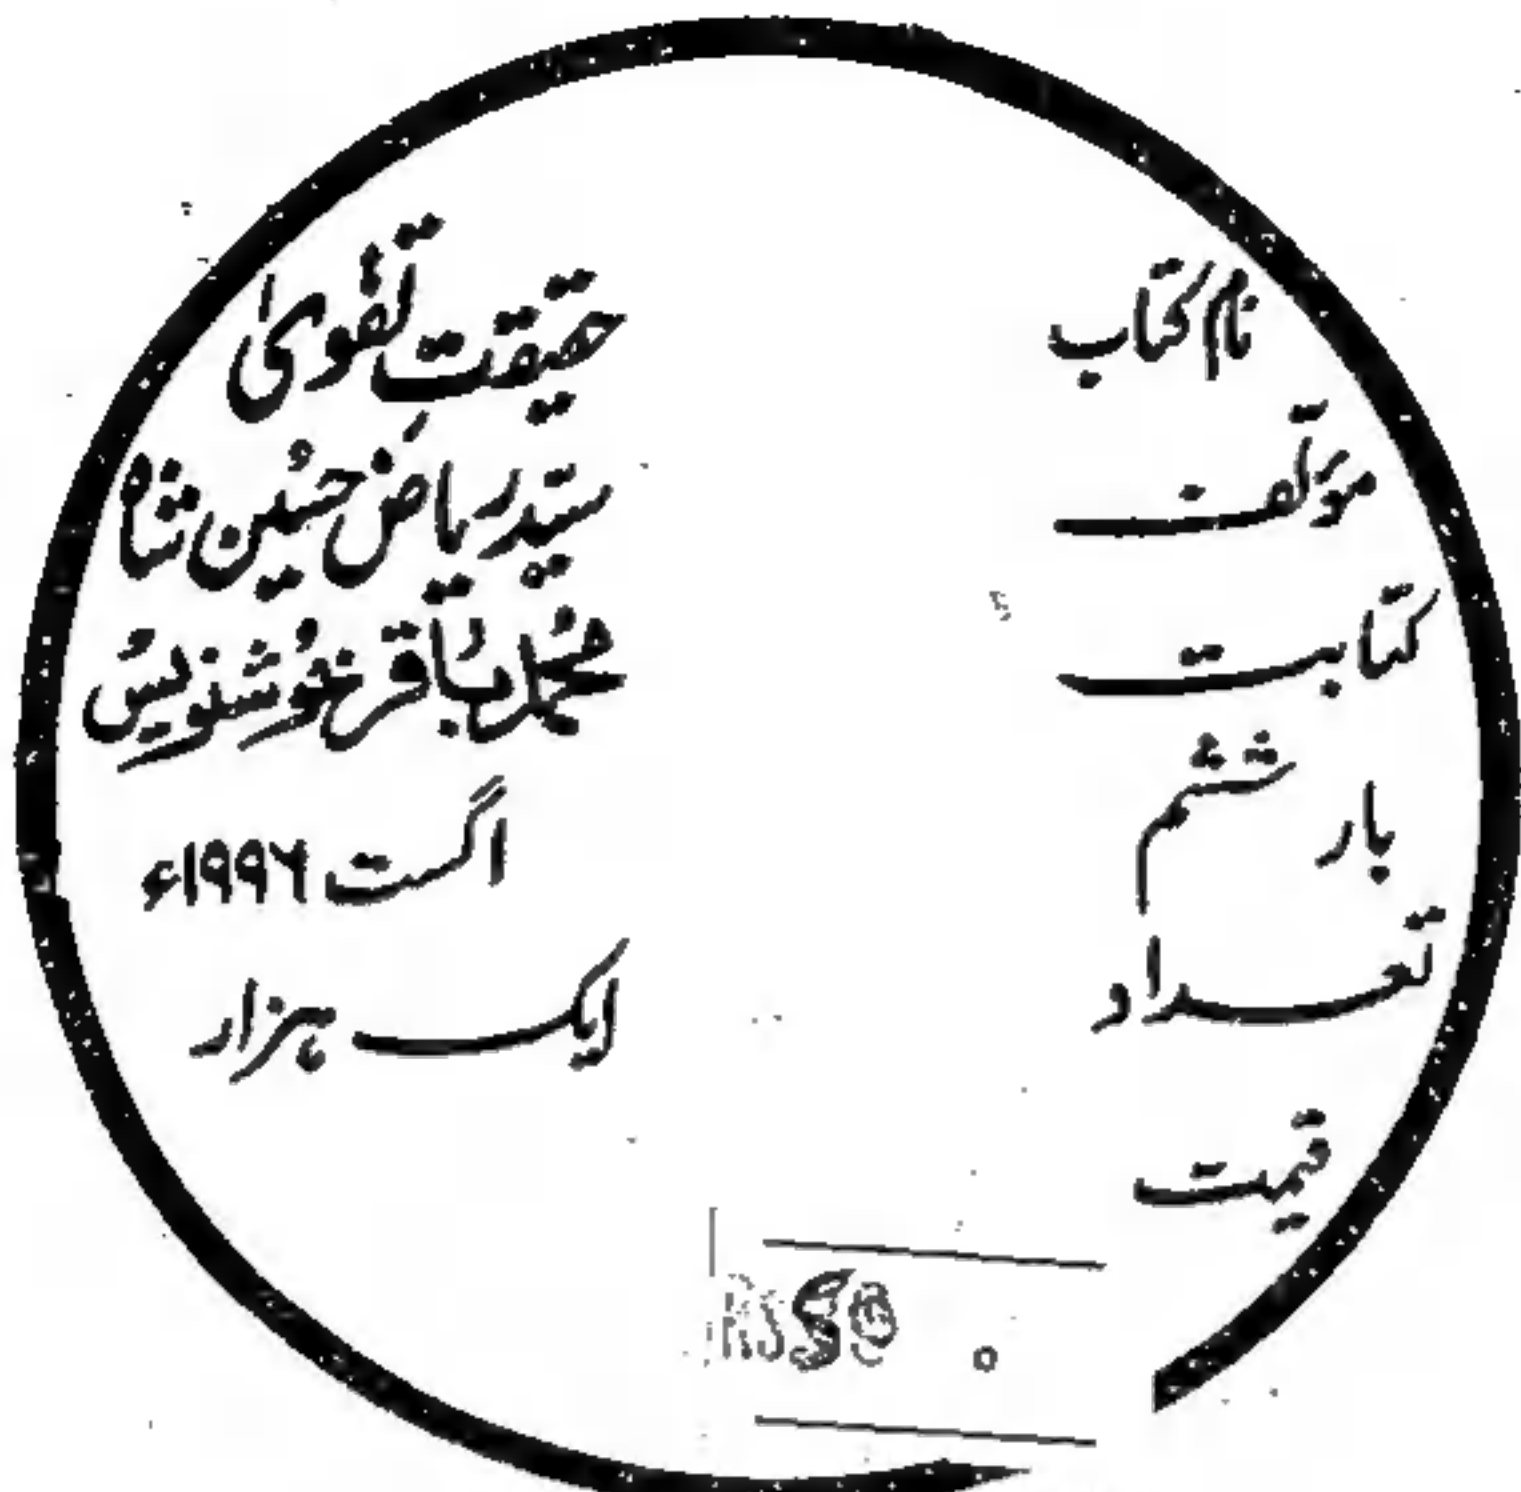 نام کتاب حقیقتِ تقویٰ
مؤلف سید ریاض حسین شاہ
کتابت محمد باقر خوشنویس
بار ششم اگست ۱۹۹۶ء
تعداد ایک ہزار
قیمت